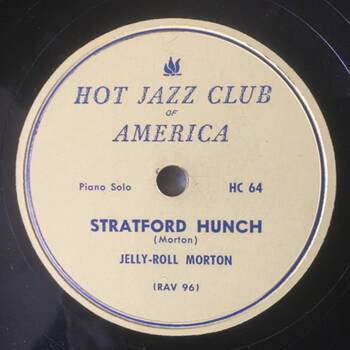 HOT JAZZ CLUB
OF
AMERICA
Piano Solo HC 64
STRATFORD HUNCH
(Morton)
JELLY-ROLL MORTON
(RAV 96)